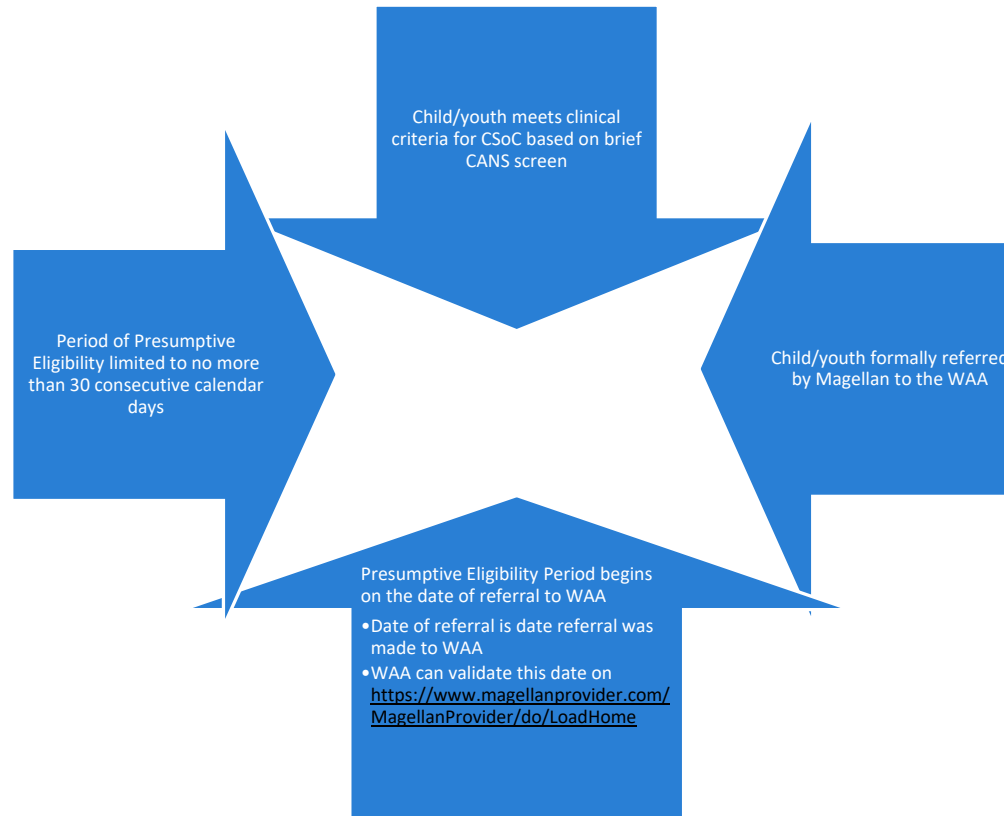 Child/youth meets clinical
criteria for CSoC based on brief
CANS screen
Period of Presumptive
Eligibility limited to no more
than 30 consecutive calendar
days
Child/youth formally referred
by Magellan to the WAA
Presumptive Eligibility Period begins
on the date of referral to WAA
•Date of referral is date referral was
made to WAA
•WAA can validate this date on
https://www.magellanprovider.com/
MagellanProvider/do/LoadHome